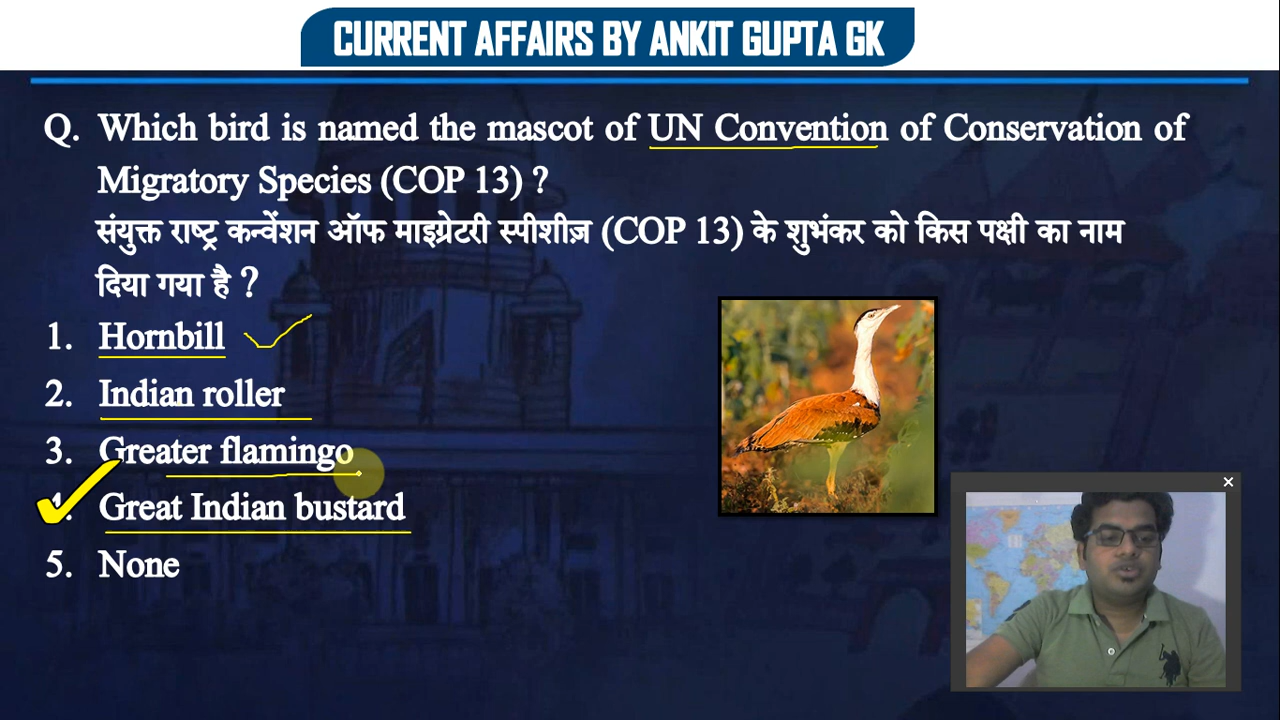 CURRENT AFFAIRS BY ANKIT GUPTA GK
Q. Which bird is named the mascot of UN Convention of Conservation of
Migratory Species (COP 13) ?
संयुक्त राष्ट्र कन्वेंशन ऑफ माइग्रेटरी स्पीशीज़ (COP 13) के शुभंकर को किस पक्षी का नाम
दिया गया है ?
1. Hornbill
2. Indian roller
3. Greater flamingo
4. Great Indian bustard
5. None